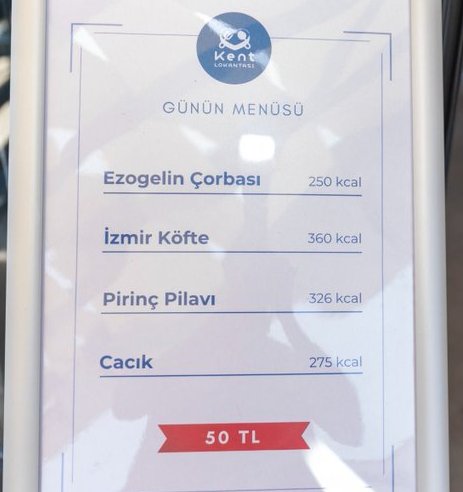 Kent
LOKANTASI
GÜNÜN MENÜSÜ
Ezogelin Çorbası 250 kcal
İzmir Köfte 360 kcal
Pirinç Pilavı 326 kcal
Cacık 275 kcal
50 TL